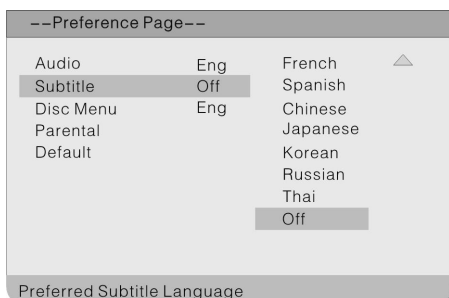 --Preference Page--
Audio Eng French
Subtitle Off Spanish
Disc Menu Eng Chinese
Parental Japanese
Default Korean
Russian
Thai
Off
Preferred Subtitle Language